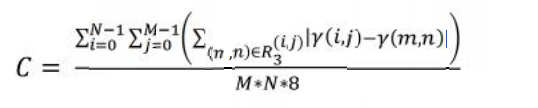 C = \frac{\sum_{i=0}^{N-1} \sum_{j=0}^{M-1} \left( \sum_{(n,n) \in R_3^{(i,j)}} |\gamma(i,j) - \gamma(m,n)| \right)}{M*N*8}